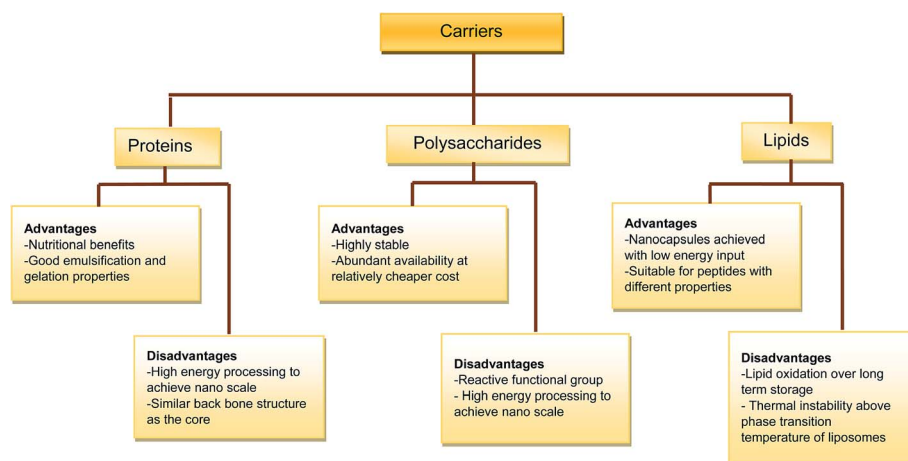 Carriers
Proteins
Polysaccharides
Lipids
Advantages
-Nutritional benefits
-Good emulsification and
gelation properties
Advantages
-Highly stable
-Abundant availability at
relatively cheaper cost
Advantages
-Nanocapsules achieved
with low energy input
-Suitable for peptides with
different properties
Disadvantages
-High energy processing to
achieve nano scale
-Similar back bone structure
as the core
Disadvantages
-Reactive functional group
- High energy processing to
achieve nano scale
Disadvantages
-Lipid oxidation over long
term storage
- Thermal instability above
phase transition
temperature of liposomes